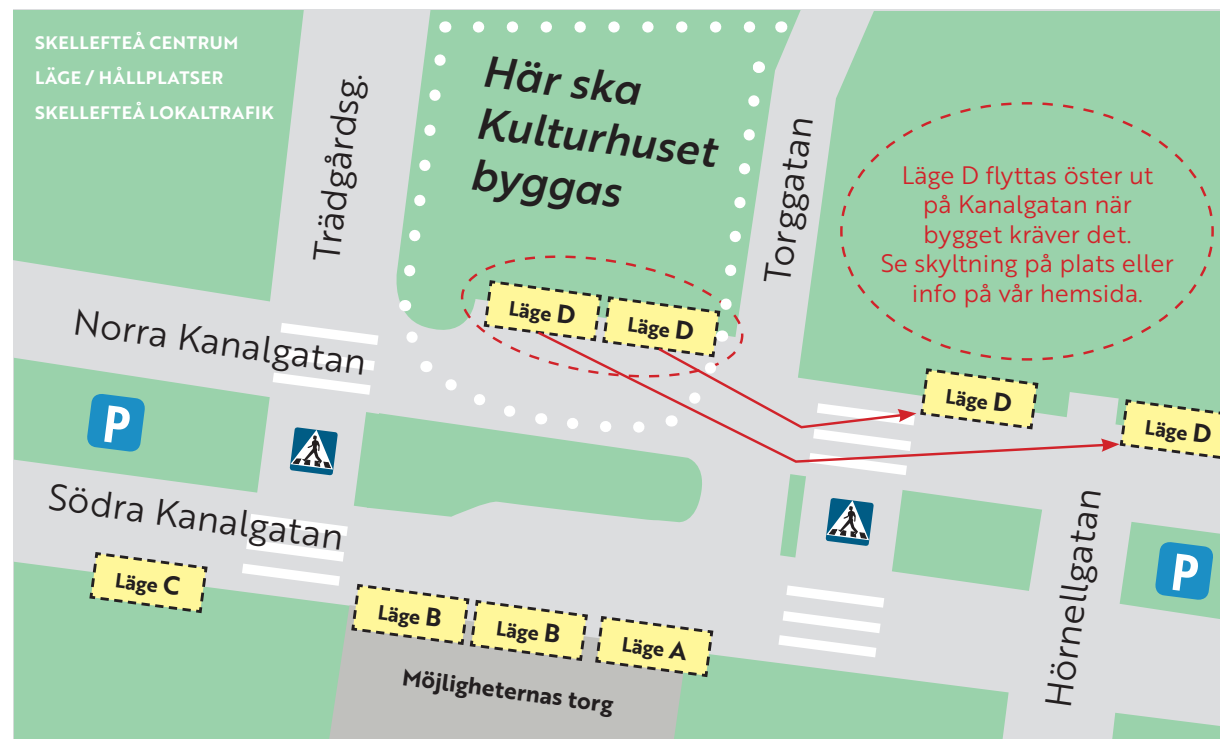 SKELLEFTEÅ CENTRUM
LÄGE / HÅLLPLATSER
SKELLEFTEÅ LOKALTRAFIK
Trädgårdsg.
Här ska
Kulturhuset
byggas
Torggatan
Läge D flyttas öster ut
på Kanalgatan när
bygget kräver det.
Se skyltning på plats eller
info på vår hemsida.
Läge D
Läge D
Norra Kanalgatan
Läge D
Läge D
P
Södra Kanalgatan
Hörnellgatan
P
Läge C
Läge B
Läge B
Läge A
Möjligheternas torg